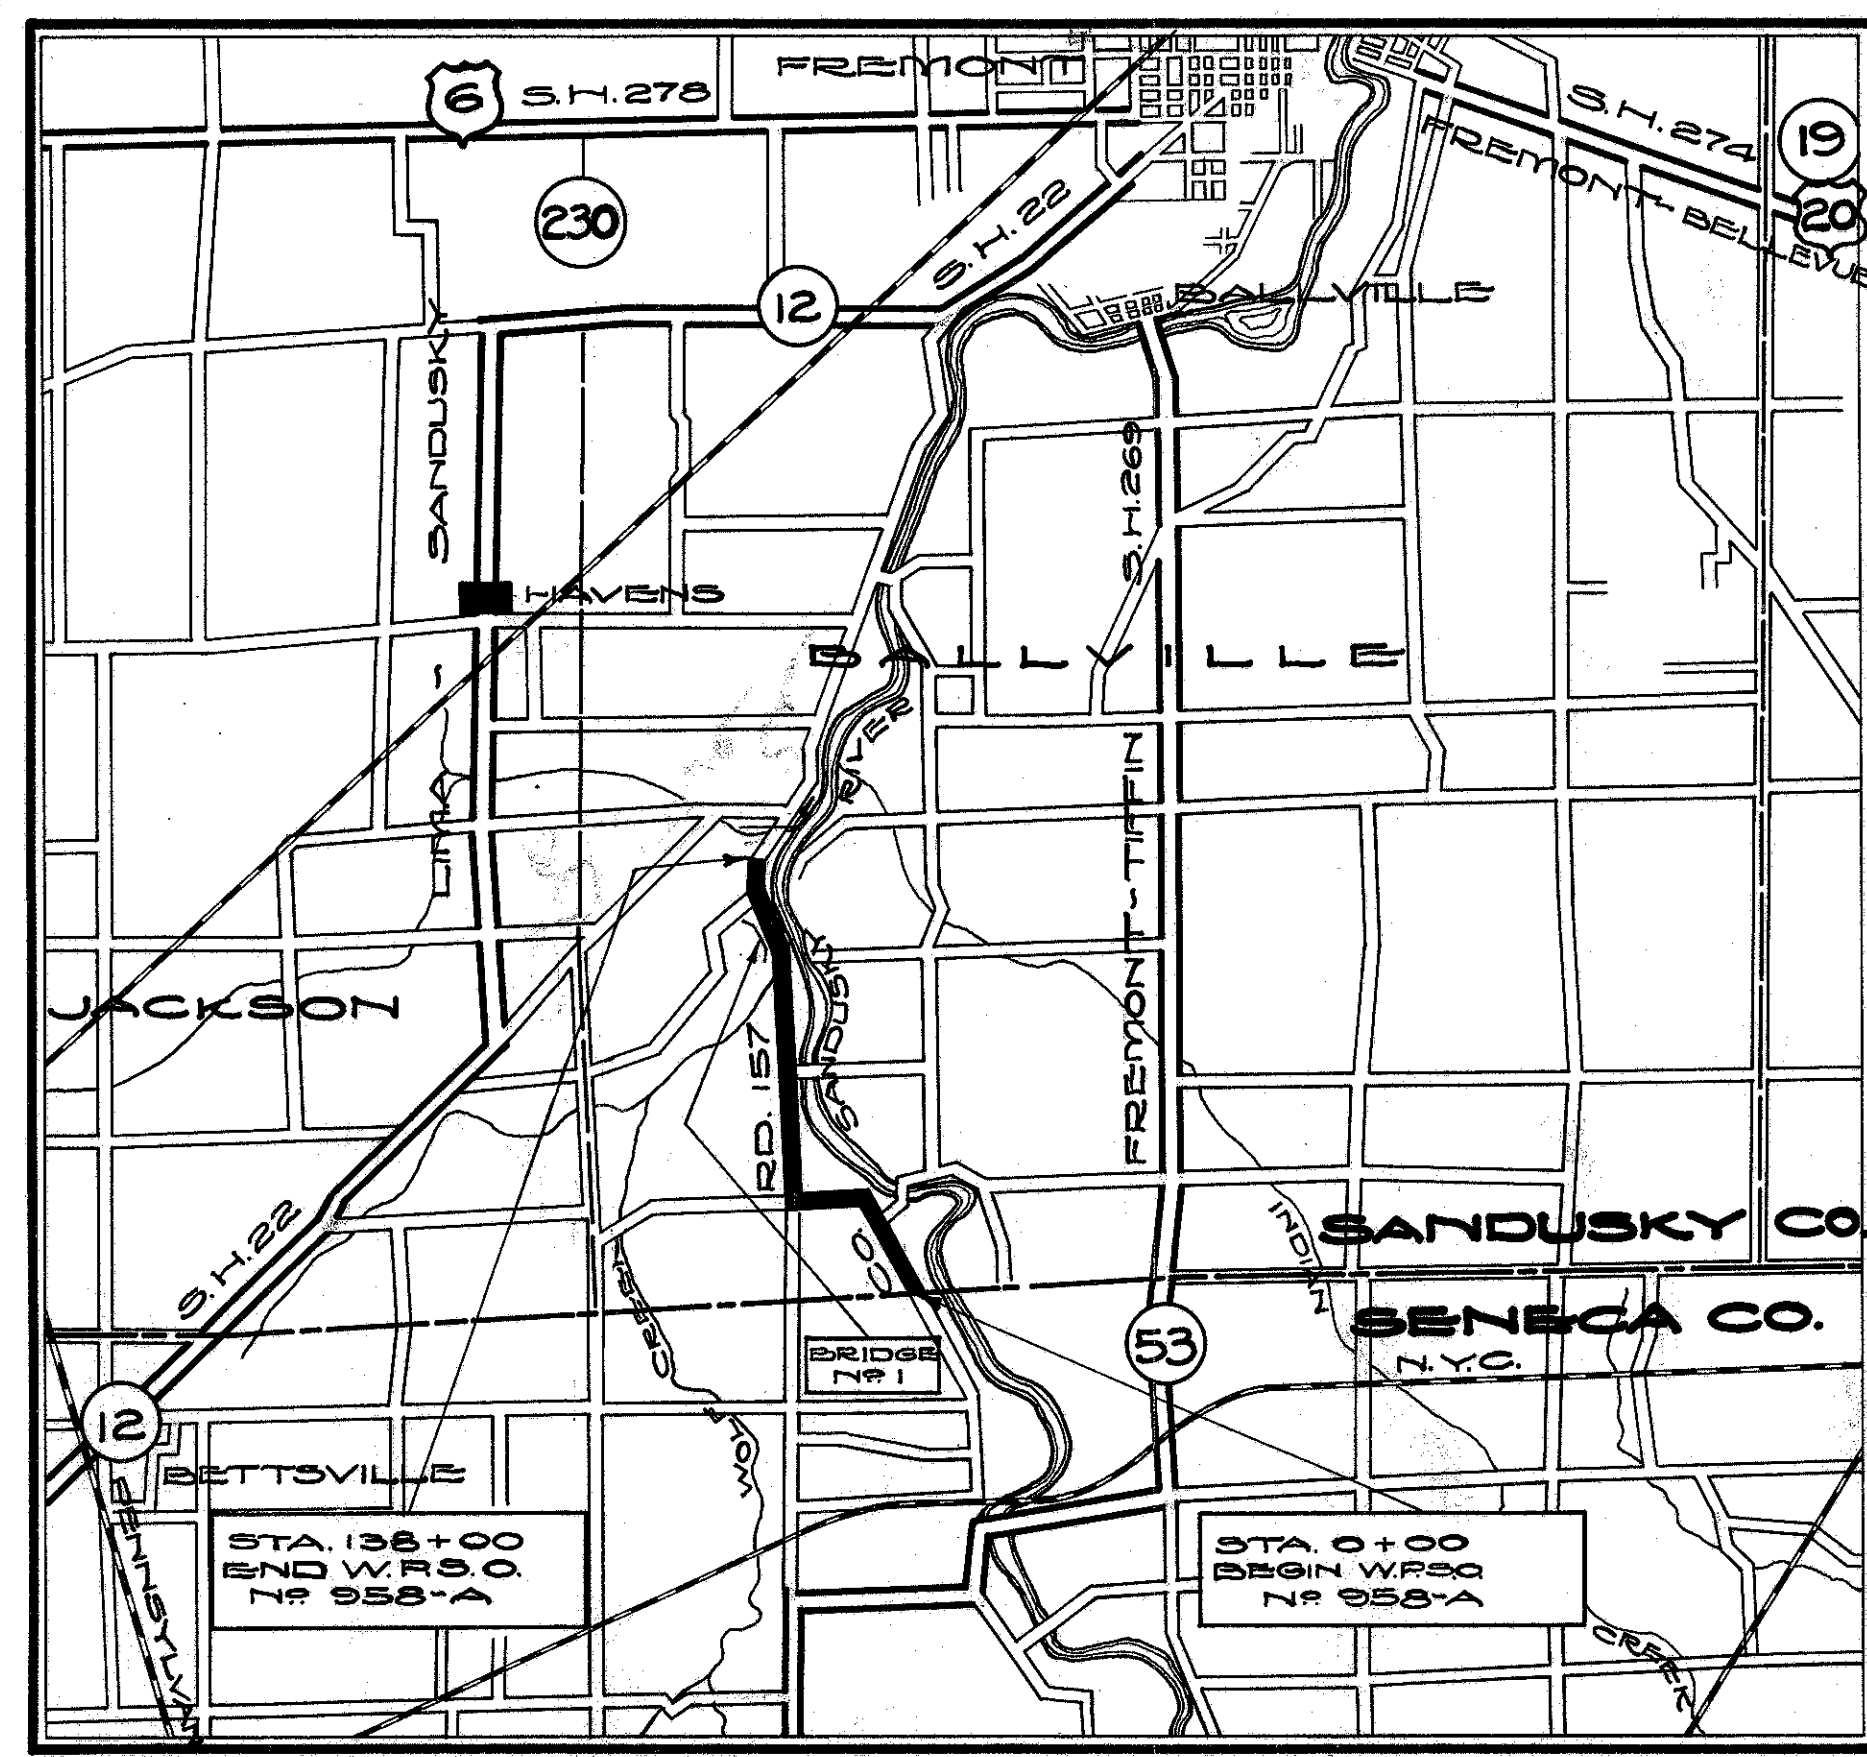 FREMONT
6 S.H. 278
S.H. 274
19
FREMONT-BELLEVUE
20
230
S.H. 22
12
BALLVILLE
LIMA - SANDUSKY
S.H. 269
HAVENS
BALLVILLE
SANDUSKY RIVER
FREMONT-TIFFIN
JACKSON
RD. 157
CO.
S.H. 22
INDIAN
SANDUSKY CO.
SENECA CO.
N.Y.C.
BRIDGE
No 1
53
WOLF CREEK
12
BETTSVILLE
STA. 138+00
END W.P.S.O.
No 958-A
STA. 0+00
BEGIN W.P.S.O.
No 958-A
CREEK